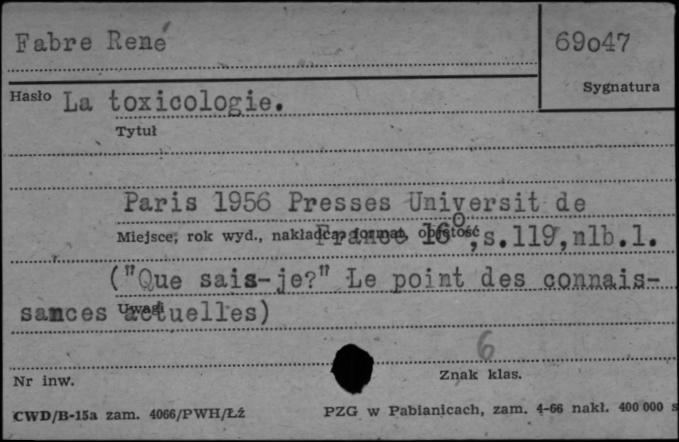 Fabre René
69o47
Sygnatura
Hasło La toxicologie.
Tytuł
Paris 1956 Presses Universit de
Miejsce, rok wyd., nakładca, format, objętość
France 16o,s.119,nlb.1.
("Que sais-je?" Le point des connais-
sances actuelles)
Uwagi
6
Nr inw.
Znak klas.
CWD/B-15a zam. 4066/PWH/Łź
PZG w Pabianicach, zam. 4-66 nakł. 400 000 s